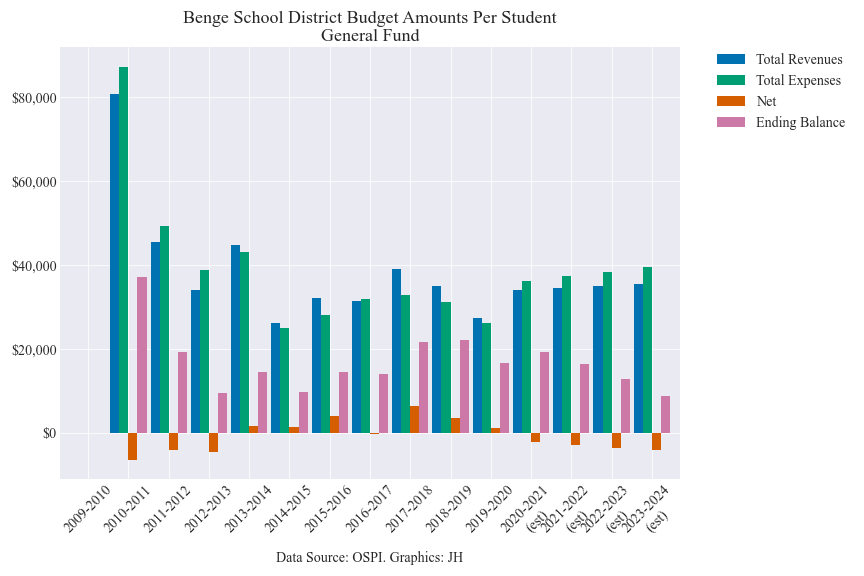 Benge School District Budget Amounts Per Student
General Fund
Total Revenues
Total Expenses
Net
Ending Balance
$80,000
$60,000
$40,000
$20,000
$0
2009-2010
2010-2011
2011-2012
2012-2013
2013-2014
2014-2015
2015-2016
2016-2017
2017-2018
2018-2019
2019-2020
2020-2021
(est)
2021-2022
(est)
2022-2023
(est)
2023-2024
(est)
Data Source: OSPI. Graphics: JH